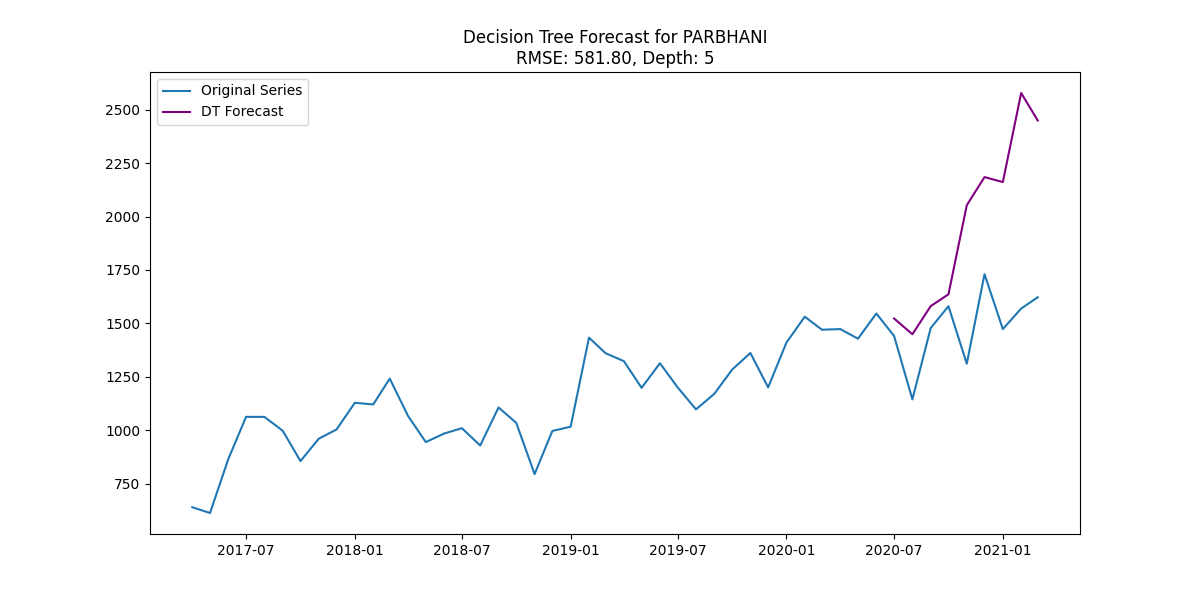 Decision Tree Forecast for PARBHANI
RMSE: 581.80, Depth: 5
Original Series
DT Forecast
2500
2250
2000
1750
1500
1250
1000
750
2017-07 2018-01 2018-07 2019-01 2019-07 2020-01 2020-07 2021-01